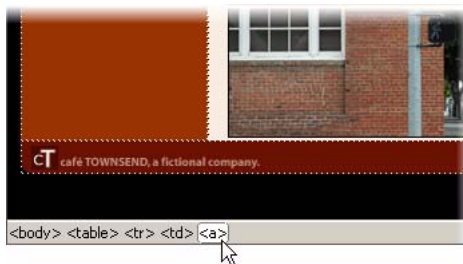 cT café TOWNSEND, a fictional company.
<body> <table> <tr> <td> <a>